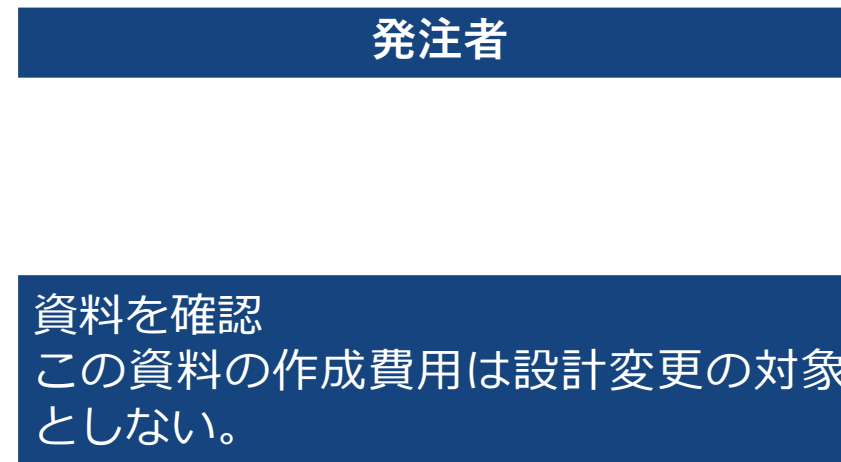 発注者
資料を確認
この資料の作成費用は設計変更の対象
としない。